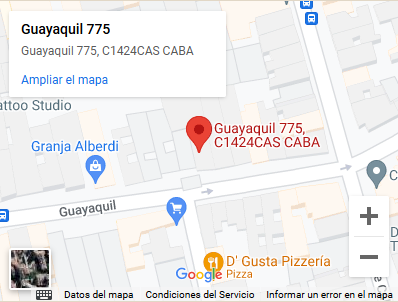 Guayaquil 775
Guayaquil 775, C1424CAS CABA
Ampliar el mapa
attoo Studio
Guayaquil 775,
C1424CAS CABA
Granja Alberdi
Guayaquil
D' Gusta Pizzería
Pizza
Google
Datos del mapa
Condiciones del Servicio
Informar un error en el mapa